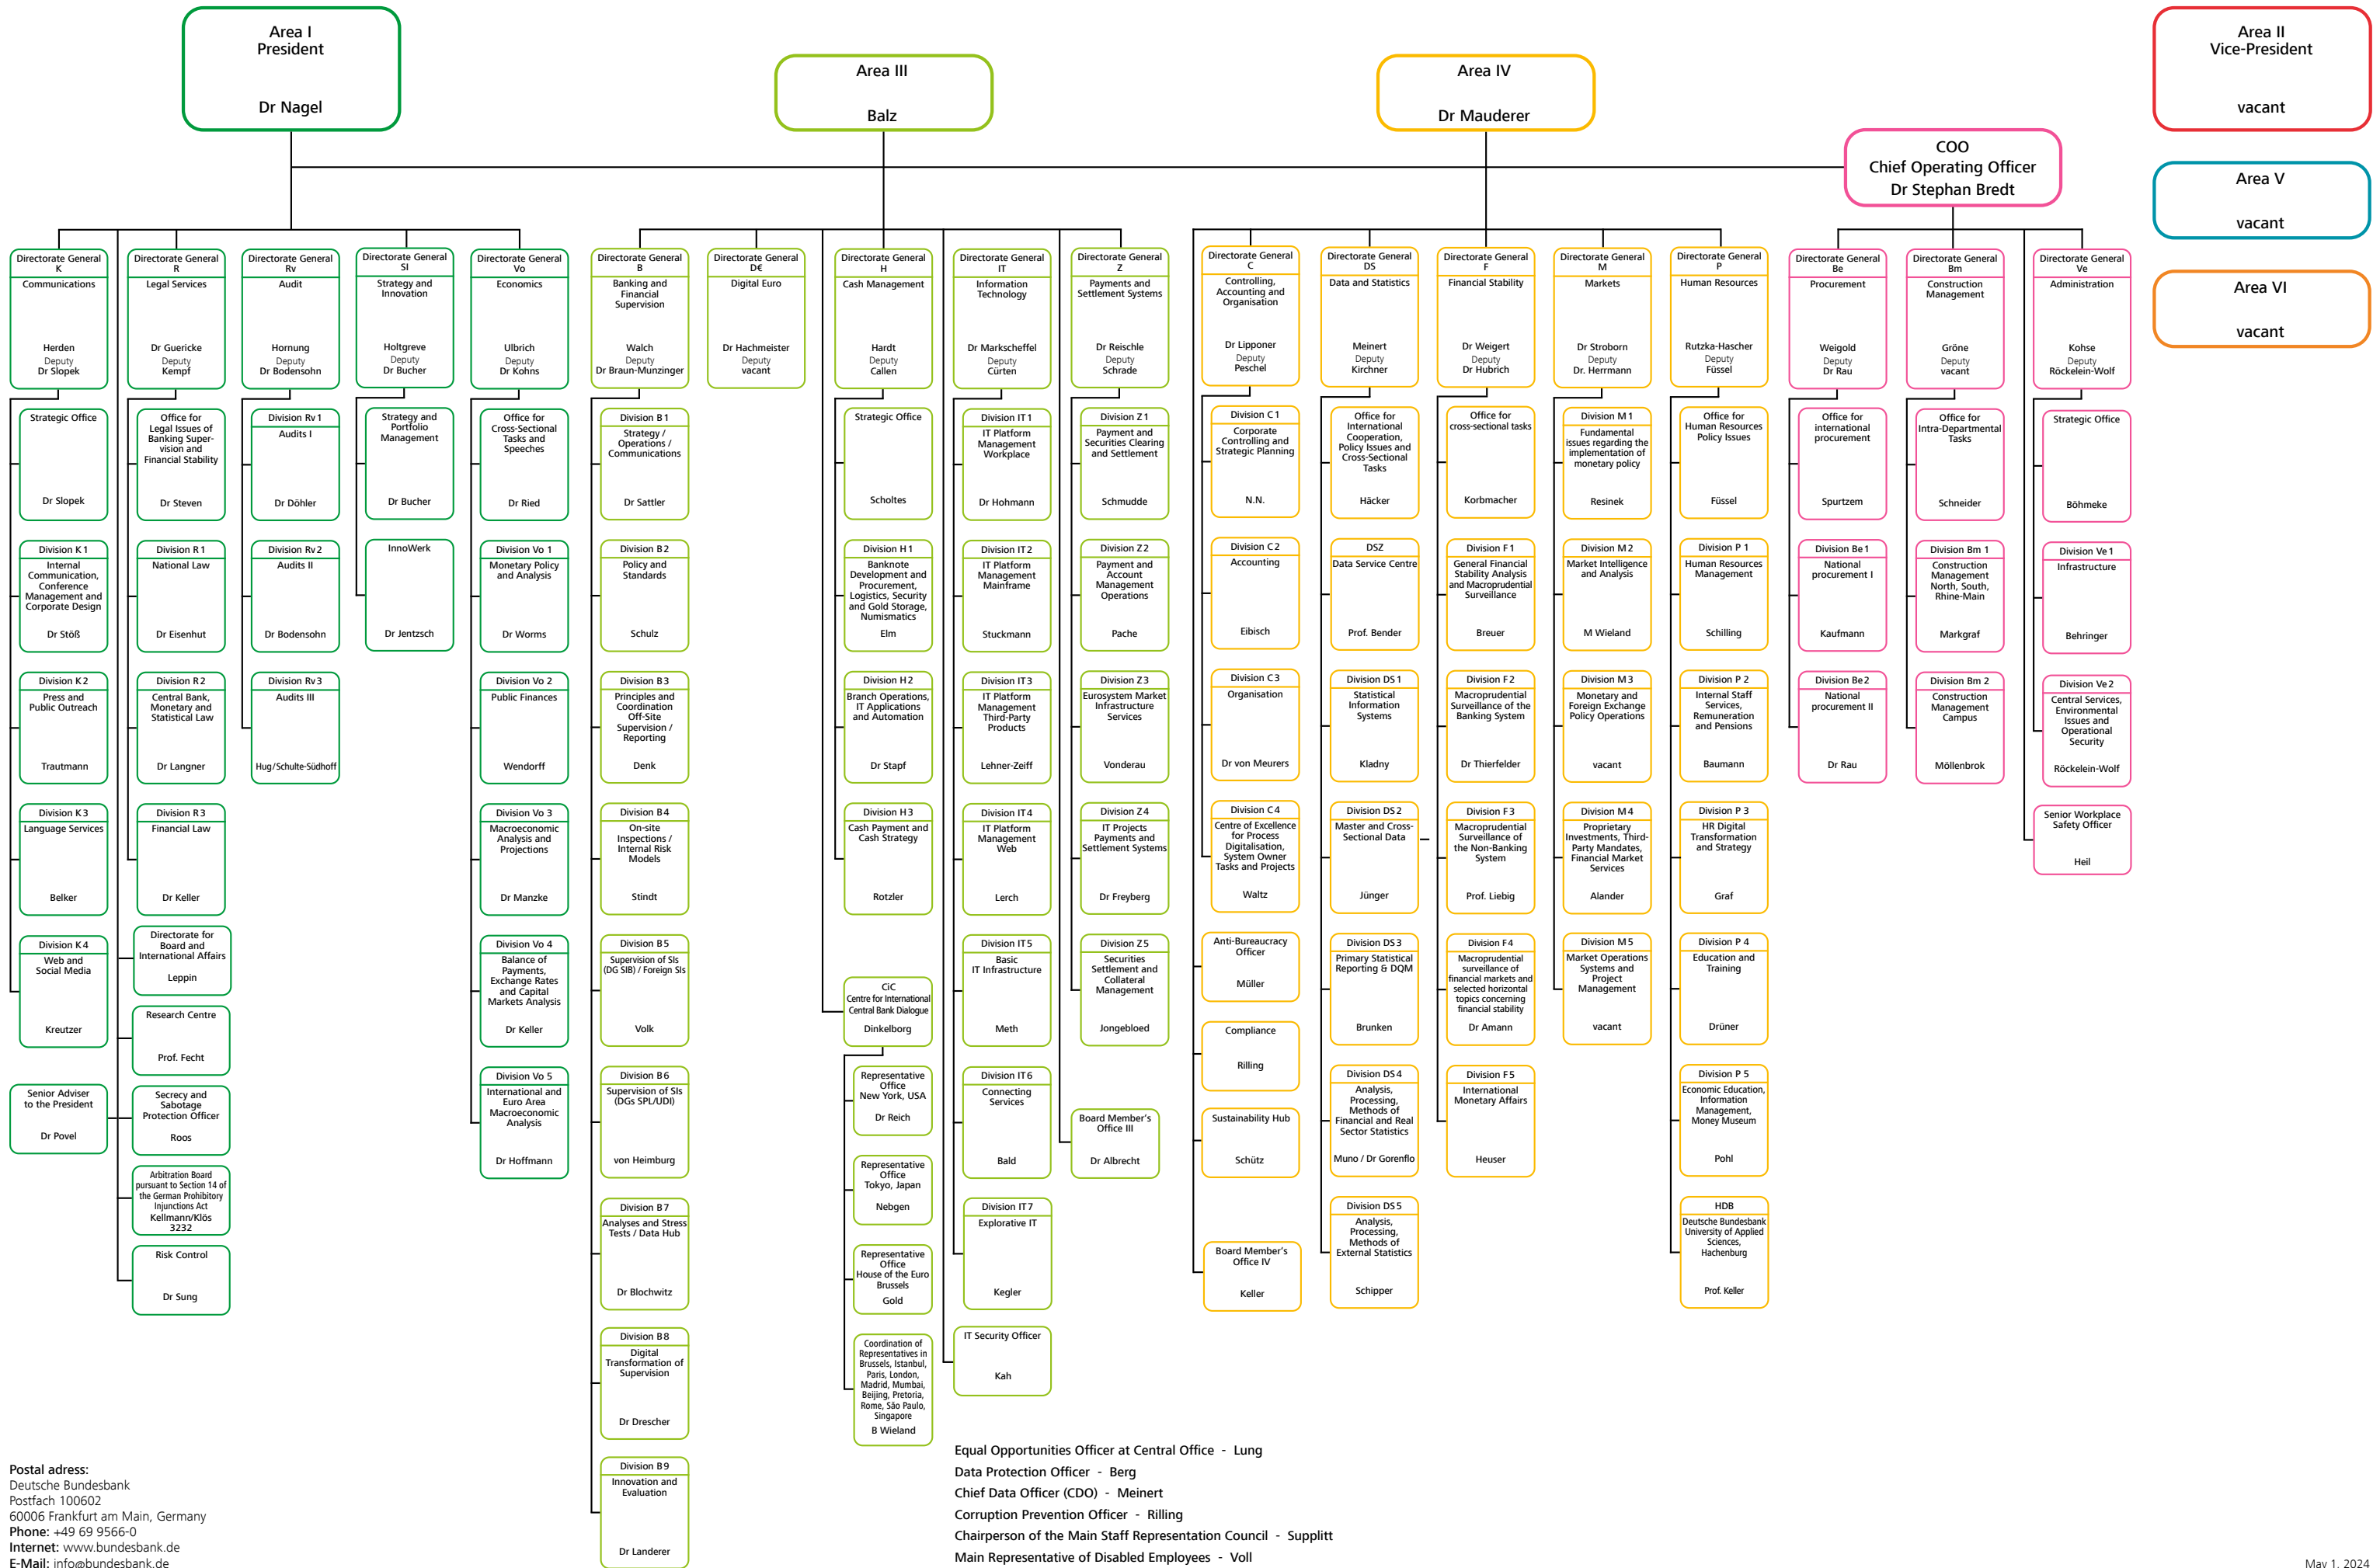 Area I
President
Dr Nagel
Area III
Balz
Area IV
Dr Mauderer
Area II
Vice-President
vacant
COO
Chief Operating Officer
Dr Stephan Bredt
Area V
vacant
Area VI
vacant
Directorate General
K
Communications
Herden
Deputy
Dr Slopek
Strategic Office
Dr Slopek
Division K 1
Internal
Communication,
Conference
Management and
Corporate Design
Dr Stöß
Division K 2
Press and
Public Outreach
Trautmann
Division K 3
Language Services
Belker
Division K 4
Web and
Social Media
Kreutzer
Senior Adviser
to the President
Dr Povel
Directorate General
R
Legal Services
Dr Guericke
Deputy
Kempf
Office for
Legal Issues of
Banking Super-
vision and
Financial Stability
Dr Steven
Division R 1
National Law
Dr Eisenhut
Division R 2
Central Bank,
Monetary and
Statistical Law
Dr Langner
Division R 3
Financial Law
Dr Keller
Directorate for
Board and
International Affairs
Leppin
Research Centre
Prof. Fecht
Secrecy and
Sabotage
Protection Officer
Roos
Arbitration Board
pursuant to Section 14 of
the German Prohibitory
Injunctions Act
Kellmann/Klös
3232
Risk Control
Dr Sung
Directorate General
Rv
Audit
Hornung
Deputy
Dr Bodensohn
Division Rv 1
Audits I
Dr Döhler
Division Rv 2
Audits II
Dr Bodensohn
Division Rv 3
Audits III
Hug/Schulte-Südhoff
Directorate General
SI
Strategy and
Innovation
Holtgreve
Deputy
Dr Bucher
Strategy and
Portfolio
Management
Dr Bucher
InnoWerk
Dr Jentzsch
Directorate General
Vo
Economics
Ulbrich
Deputy
Dr Kohns
Office for
Cross-Sectional
Tasks and
Speeches
Dr Ried
Division Vo 1
Monetary Policy
and Analysis
Dr Worms
Division Vo 2
Public Finances
Wendorff
Division Vo 3
Macroeconomic
Analysis and
Projections
Dr Manzke
Division Vo 4
Balance of
Payments,
Exchange Rates
and Capital
Markets Analysis
Dr Keller
Division Vo 5
International and
Euro Area
Macroeconomic
Analysis
Dr Hoffmann
Directorate General
B
Banking and
Financial
Supervision
Walch
Deputy
Dr Braun-Munzinger
Division B 1
Strategy /
Operations /
Communications
Dr Sattler
Division B 2
Policy and
Standards
Schulz
Division B 3
Principles and
Coordination
Off-Site
Supervision /
Reporting
Denk
Division B 4
On-site
Inspections /
Internal Risk
Models
Stindt
Division B 5
Supervision of SIs
(DG SIB) / Foreign SIs
Volk
Division B 6
Supervision of SIs
(DGs SPL/UDI)
von Heimburg
Division B 7
Analyses and Stress
Tests / Data Hub
Dr Blochwitz
Division B 8
Digital
Transformation of
Supervision
Dr Drescher
Division B 9
Innovation and
Evaluation
Dr Landerer
Directorate General
D€
Digital Euro
Dr Hachmeister
Deputy
vacant
Directorate General
H
Cash Management
Hardt
Deputy
Callen
Strategic Office
Scholtes
Division H 1
Banknote
Development and
Procurement,
Logistics, Security
and Gold Storage,
Numismatics
Elm
Division H 2
Branch Operations,
IT Applications
and Automation
Dr Stapf
Division H 3
Cash Payment and
Cash Strategy
Rotzler
CiC
Centre for International
Central Bank Dialogue
Dinkelborg
Representative
Office
New York, USA
Dr Reich
Representative
Office
Tokyo, Japan
Nebgen
Representative
Office
House of the Euro
Brussels
Gold
Coordination of
Representatives in
Brussels, Istanbul,
Paris, London,
Madrid, Mumbai,
Beijing, Pretoria,
Rome, São Paulo,
Singapore
B Wieland
Directorate General
IT
Information
Technology
Dr Markscheffel
Deputy
Cürten
Division IT 1
IT Platform
Management
Workplace
Dr Hohmann
Division IT 2
IT Platform
Management
Mainframe
Stuckmann
Division IT 3
IT Platform
Management
Third-Party
Products
Lehner-Zeiff
Division IT 4
IT Platform
Management
Web
Lerch
Division IT 5
Basic
IT Infrastructure
Meth
Division IT 6
Connecting
Services
Bald
Division IT 7
Explorative IT
Kegler
IT Security Officer
Kah
Directorate General
Z
Payments and
Settlement Systems
Dr Reischle
Deputy
Schrade
Division Z 1
Payment and
Securities Clearing
and Settlement
Schmudde
Division Z 2
Payment and
Account
Management
Operations
Pache
Division Z 3
Eurosystem Market
Infrastructure
Services
Vonderau
Division Z 4
IT Projects
Payments and
Settlement Systems
Dr Freyberg
Division Z 5
Securities
Settlement and
Collateral
Management
Jongebloed
Board Member's
Office III
Dr Albrecht
Directorate General
C
Controlling,
Accounting and
Organisation
Dr Lipponer
Deputy
Peschel
Division C 1
Corporate
Controlling and
Strategic Planning
N.N.
Division C 2
Accounting
Eibisch
Division C 3
Organisation
Dr von Meurers
Division C 4
Centre of Excellence
for Process
Digitalisation,
System Owner
Tasks and Projects
Waltz
Anti-Bureaucracy
Officer
Müller
Compliance
Rilling
Sustainability Hub
Schütz
Board Member's
Office IV
Keller
Directorate General
DS
Data and Statistics
Meinert
Deputy
Kirchner
Office for
International
Cooperation,
Policy Issues and
Cross-Sectional
Tasks
Häcker
DSZ
Data Service Centre
Prof. Bender
Division DS 1
Statistical
Information
Systems
Kladny
Division DS 2
Master and Cross-
Sectional Data
Jünger
Division DS 3
Primary Statistical
Reporting & DQM
Brunken
Division DS 4
Analysis,
Processing,
Methods of
Financial and Real
Sector Statistics
Muno / Dr Gorenflo
Division DS 5
Analysis,
Processing,
Methods of
External Statistics
Schipper
Directorate General
F
Financial Stability
Dr Weigert
Deputy
Dr Hubrich
Office for
cross-sectional tasks
Korbmacher
Division F 1
General Financial
Stability Analysis
and Macroprudential
Surveillance
Breuer
Division F 2
Macroprudential
Surveillance of the
Banking System
Dr Thierfelder
Division F 3
Macroprudential
Surveillance of
the Non-Banking
System
Prof. Liebig
Division F 4
Macroprudential
surveillance of
financial markets and
selected horizontal
topics concerning
financial stability
Dr Amann
Division F 5
International
Monetary Affairs
Heuser
Directorate General
M
Markets
Dr Stroborn
Deputy
Dr. Herrmann
Division M 1
Fundamental
issues regarding the
implementation of
monetary policy
Resinek
Division M 2
Market Intelligence
and Analysis
M Wieland
Division M 3
Monetary and
Foreign Exchange
Policy Operations
vacant
Division M 4
Proprietary
Investments, Third-
Party Mandates,
Financial Market
Services
Alander
Division M 5
Market Operations
Systems and
Project
Management
vacant
Directorate General
P
Human Resources
Rutzka-Hascher
Deputy
Füssel
Office for
Human Resources
Policy Issues
Füssel
Division P 1
Human Resources
Management
Schilling
Division P 2
Internal Staff
Services,
Remuneration
and Pensions
Baumann
Division P 3
HR Digital
Transformation
and Strategy
Graf
Division P 4
Education and
Training
Drüner
Division P 5
Economic Education,
Information
Management,
Money Museum
Pohl
HDB
Deutsche Bundesbank
University of Applied
Sciences,
Hachenburg
Prof. Keller
Directorate General
Be
Procurement
Weigold
Deputy
Dr Rau
Office for
international
procurement
Spurtzem
Division Be 1
National
procurement I
Kaufmann
Division Be 2
National
procurement II
Dr Rau
Directorate General
Bm
Construction
Management
Gröne
Deputy
vacant
Office for
Intra-Departmental
Tasks
Schneider
Division Bm 1
Construction
Management
North, South,
Rhine-Main
Markgraf
Division Bm 2
Construction
Management
Campus
Möllenbrok
Directorate General
Ve
Administration
Kohse
Deputy
Röckelein-Wolf
Strategic Office
Böhmeke
Division Ve 1
Infrastructure
Behringer
Division Ve 2
Central Services,
Environmental
Issues and
Operational
Security
Röckelein-Wolf
Senior Workplace
Safety Officer
Heil
Equal Opportunities Officer at Central Office - Lung
Data Protection Officer - Berg
Chief Data Officer (CDO) - Meinert
Corruption Prevention Officer - Rilling
Chairperson of the Main Staff Representation Council - Supplitt
Main Representative of Disabled Employees - Voll
Postal adress:
Deutsche Bundesbank
Postfach 100602
60006 Frankfurt am Main, Germany
Phone: +49 69 9566-0
Internet: www.bundesbank.de
E-Mail: info@bundesbank.de
May 1, 2024